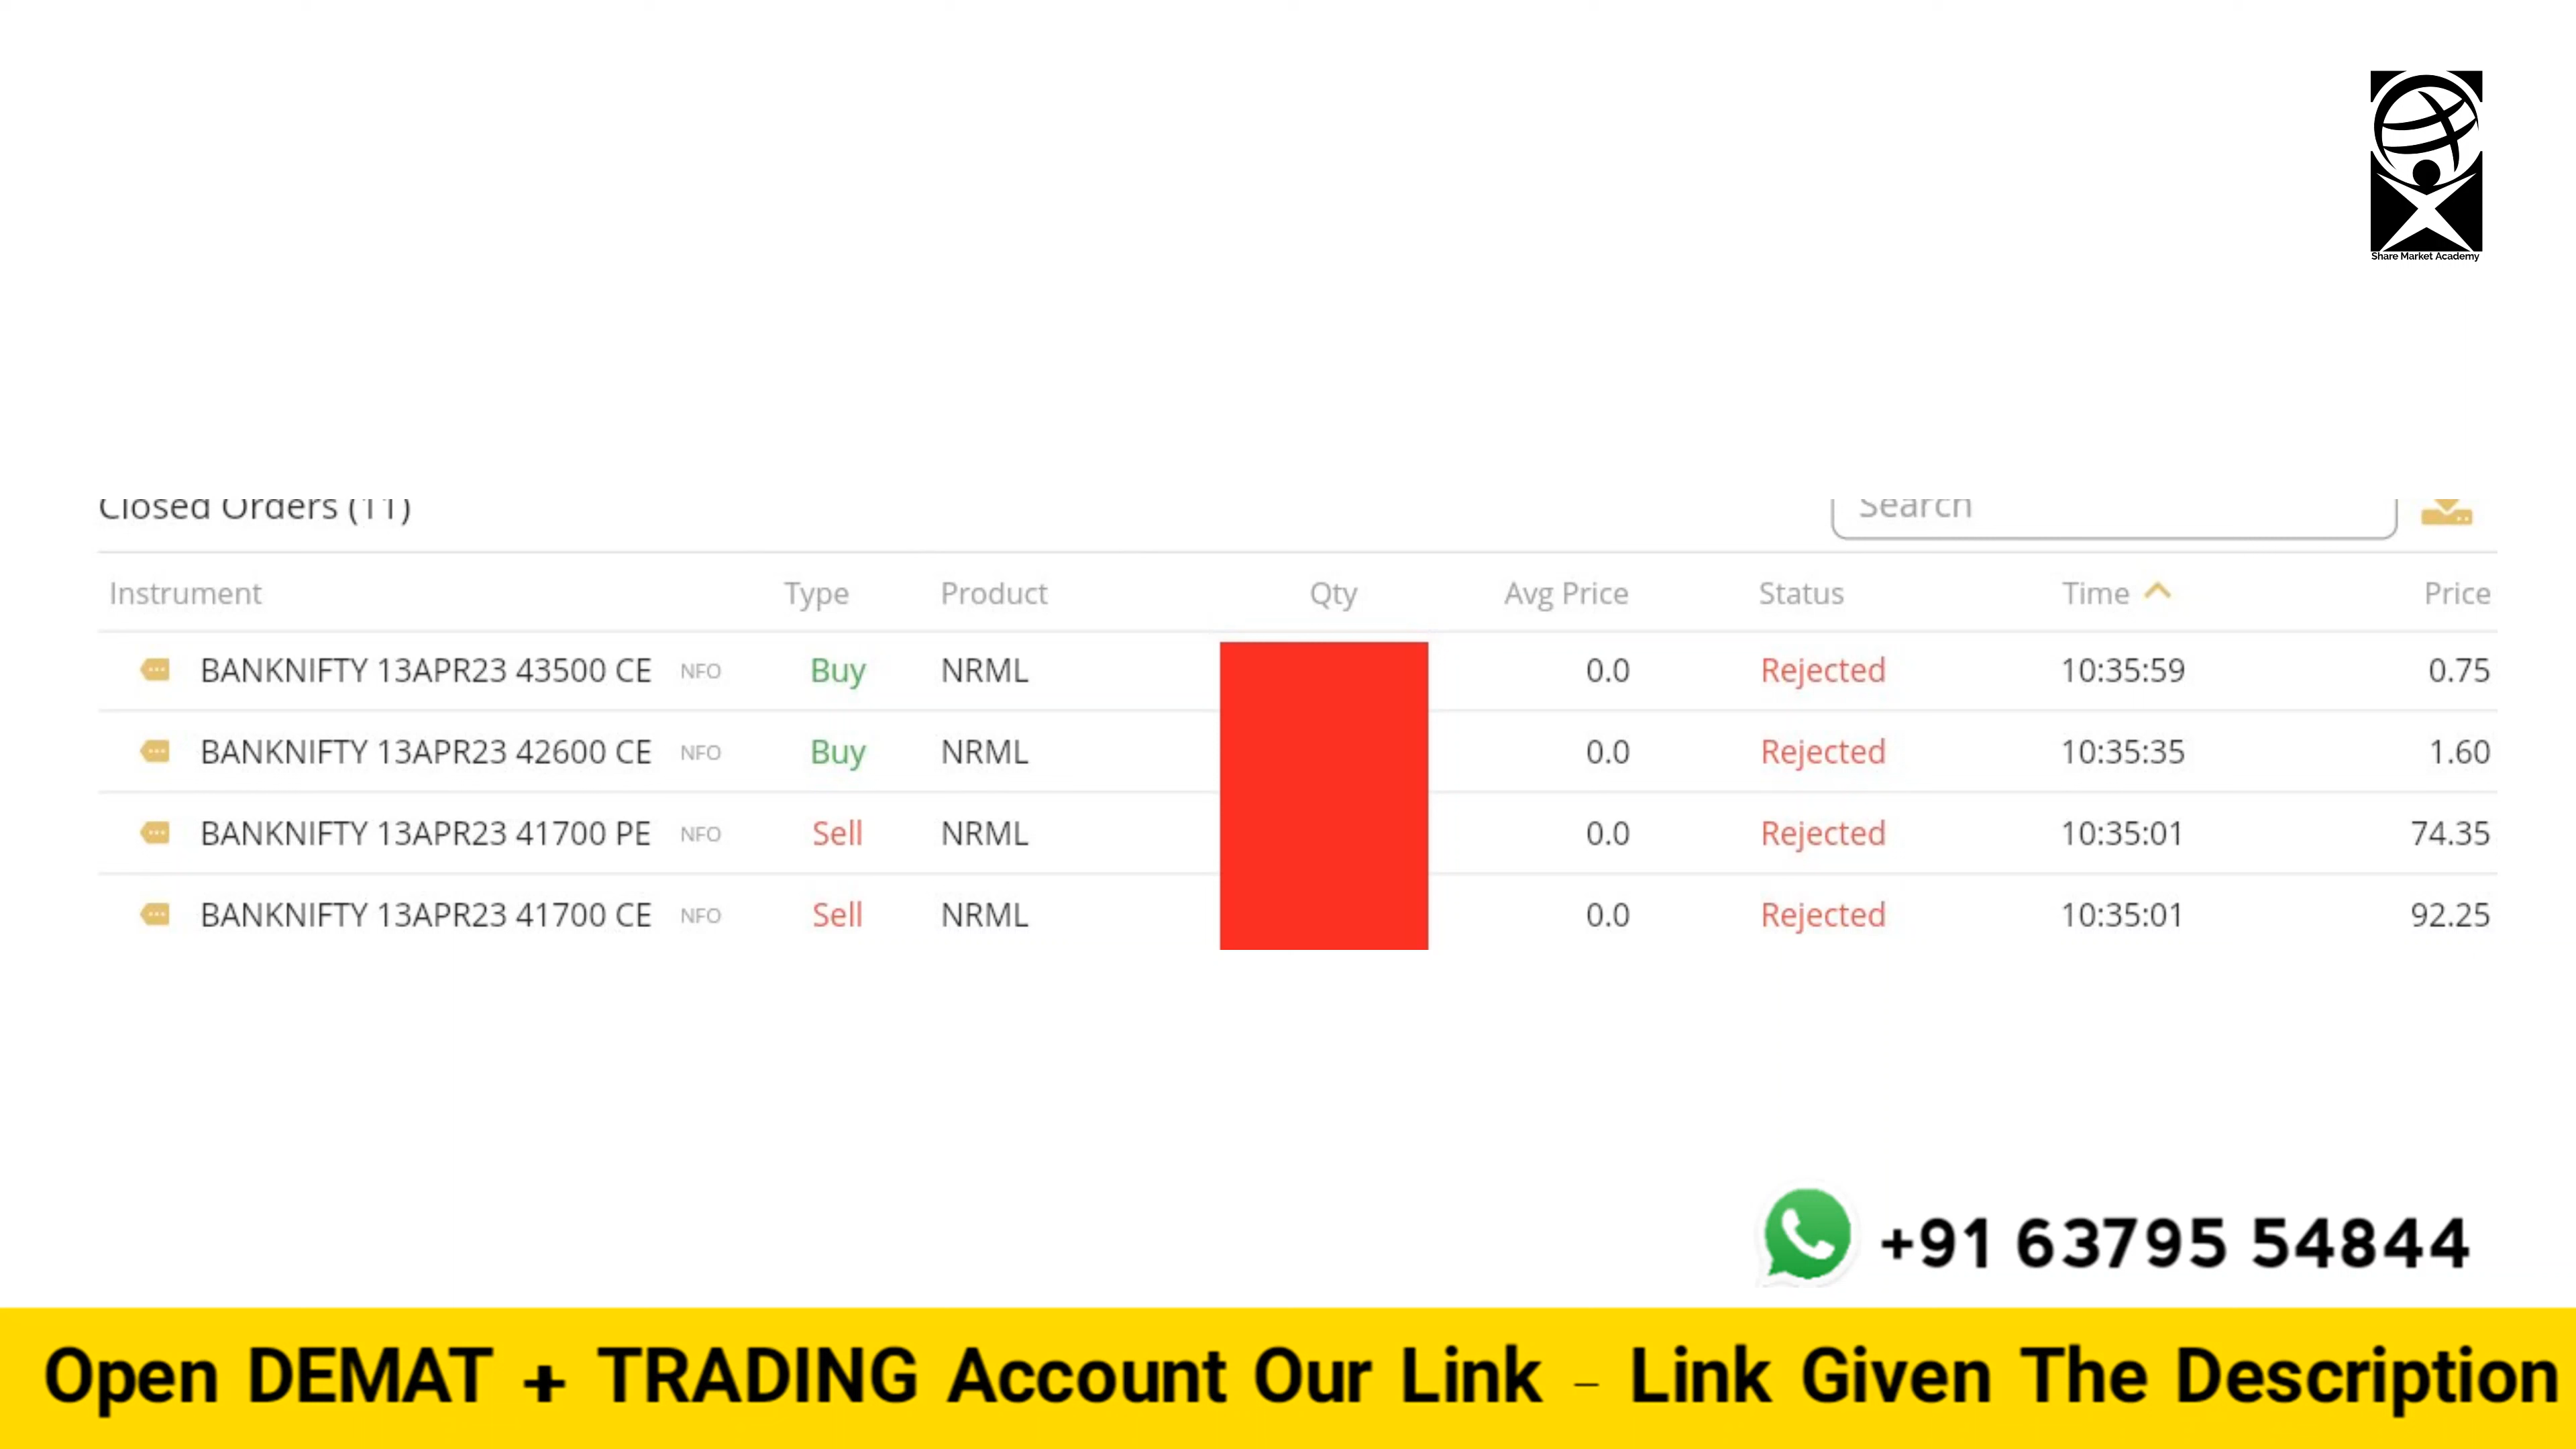 Share Market Academy
Closed Orders (11)
Search
Instrument Type Product Qty Avg Price Status Time Price
BANKNIFTY 13APR23 43500 CE NFO Buy NRML 0.0 Rejected 10:35:59 0.75
BANKNIFTY 13APR23 42600 CE NFO Buy NRML 0.0 Rejected 10:35:35 1.60
BANKNIFTY 13APR23 41700 PE NFO Sell NRML 0.0 Rejected 10:35:01 74.35
BANKNIFTY 13APR23 41700 CE NFO Sell NRML 0.0 Rejected 10:35:01 92.25
+91 63795 54844
Open DEMAT + TRADING Account Our Link - Link Given The Description